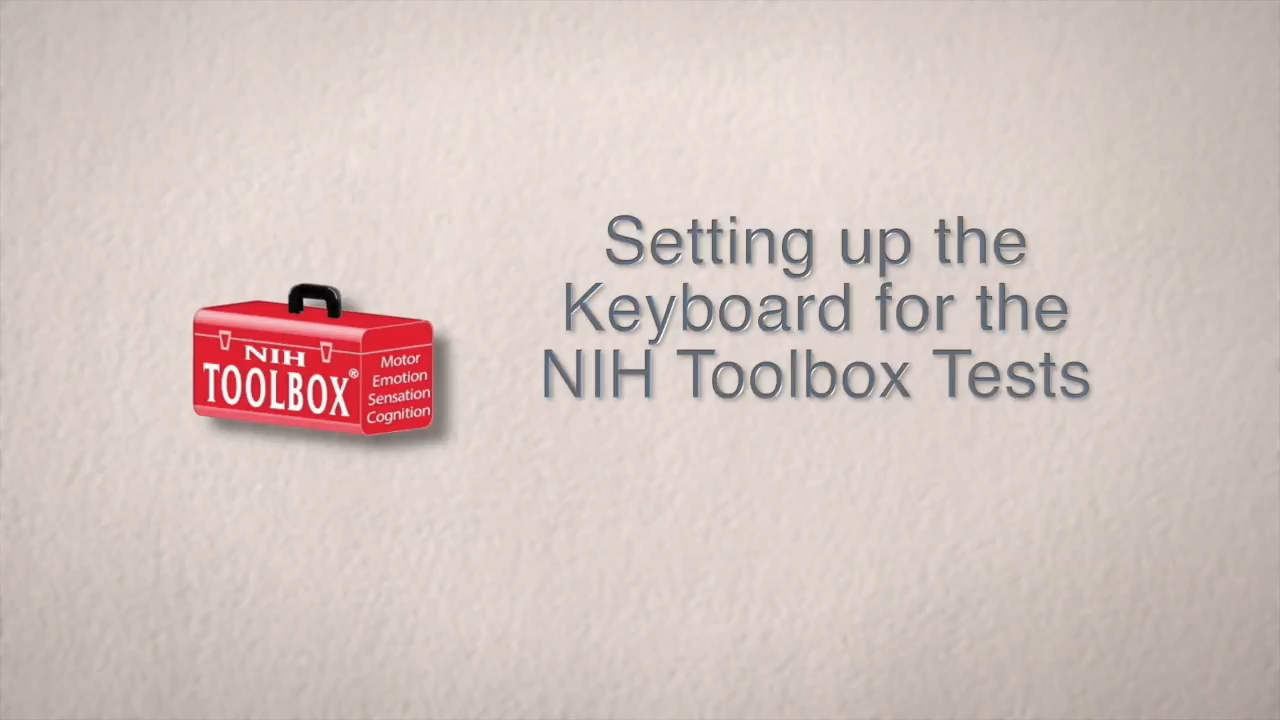 NIH
TOOLBOX®
Motor
Emotion
Sensation
Cognition
Setting up the
Keyboard for the
NIH Toolbox Tests